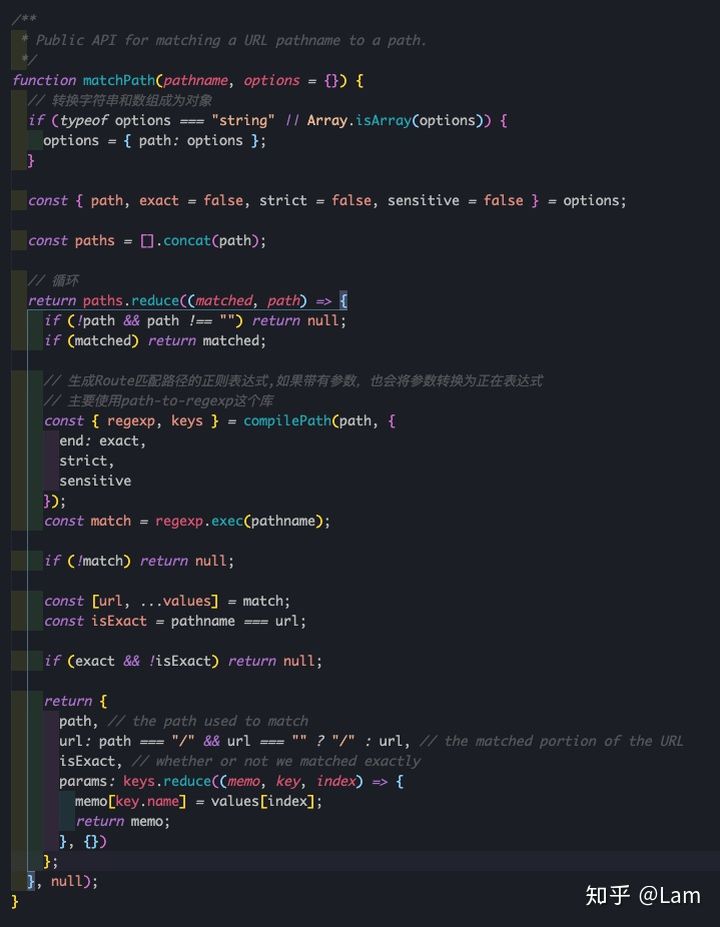 /**
 * Public API for matching a URL pathname to a path.
 */
function matchPath(pathname, options = {}) {
  // 转换字符串和数组成为对象
  if (typeof options === "string" || Array.isArray(options)) {
    options = { path: options };
  }

  const { path, exact = false, strict = false, sensitive = false } = options;

  const paths = [].concat(path);

  // 循环
  return paths.reduce((matched, path) => {
    if (!path && path !== "") return null;
    if (matched) return matched;

    // 生成Route匹配路径的正则表达式,如果带有参数, 也会将参数转换为正在表达式
    // 主要使用path-to-regexp这个库
    const { regexp, keys } = compilePath(path, {
      end: exact,
      strict,
      sensitive
    });
    const match = regexp.exec(pathname);

    if (!match) return null;

    const [url, ...values] = match;
    const isExact = pathname === url;

    if (exact && !isExact) return null;

    return {
      path, // the path used to match
      url: path === "/" && url === "" ? "/" : url, // the matched portion of the URL
      isExact, // whether or not we matched exactly
      params: keys.reduce((memo, key, index) => {
        memo[key.name] = values[index];
        return memo;
      }, {})
    };
  }, null);
}
知乎 @Lam